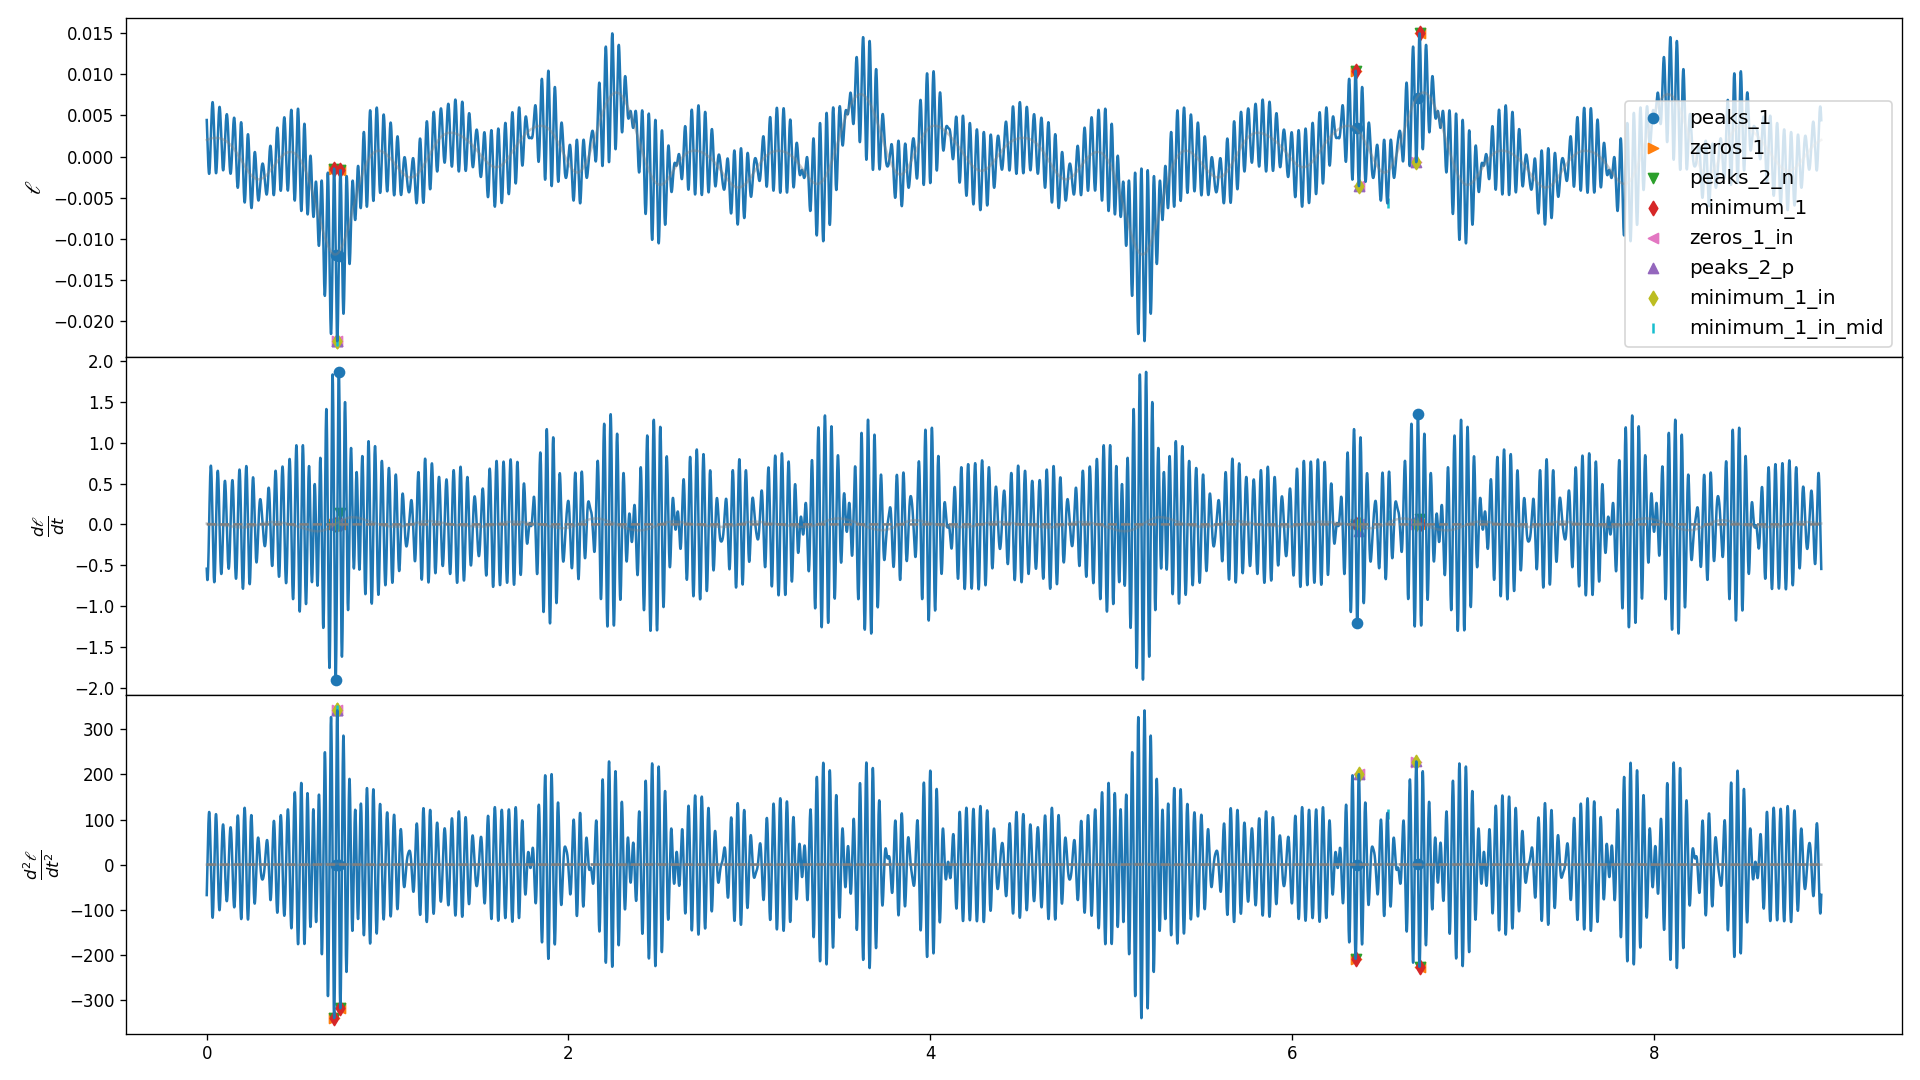 0.015
0.010
0.005
0.000
−0.005
−0.010
−0.015
−0.020
ℓ
peaks_1
zeros_1
peaks_2_n
minimum_1
zeros_1_in
peaks_2_p
minimum_1_in
minimum_1_in_mid
2.0
1.5
1.0
0.5
0.0
−0.5
−1.0
−1.5
−2.0
dℓ
dt
300
200
100
0
−100
−200
−300
d²ℓ
dt²
0 2 4 6 8